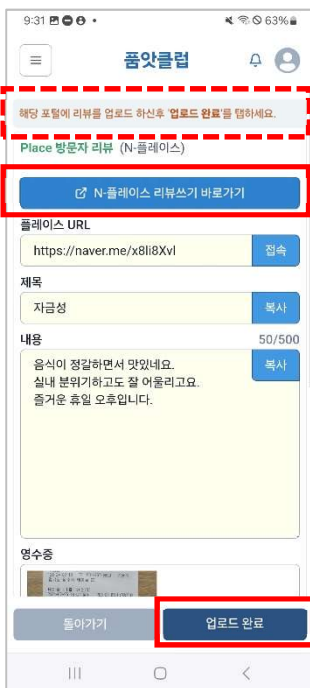 9:31
63%
품앗클럽
해당 포털에 리뷰를 업로드 하신후 '업로드 완료'를 탭하세요.
Place 방문자 리뷰 (N-플레이스)
N-플레이스 리뷰쓰기 바로가기
플레이스 URL
https://naver.me/x8li8Xvl 접속
제목
자금성 복사
내용 50/500
음식이 정갈하면서 맛있네요. 복사
실내 분위기하고도 잘 어울리고요.
즐거운 휴일 오후입니다.
영수증
돌아가기 업로드 완료